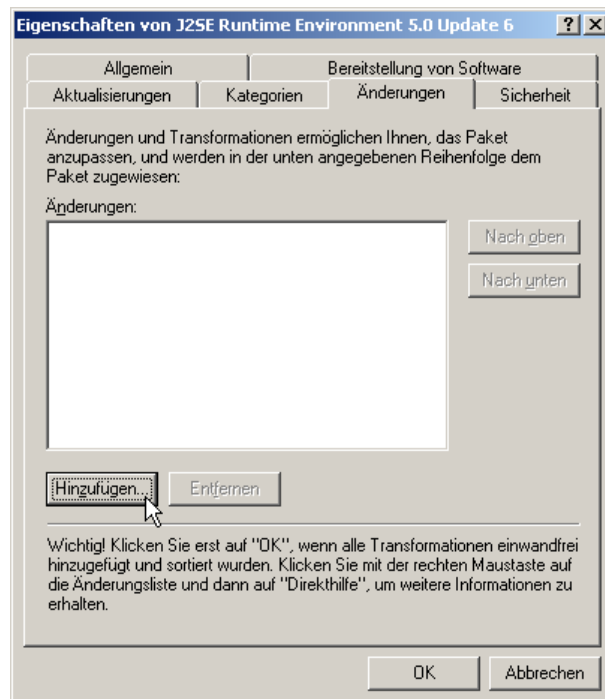 Eigenschaften von J2SE Runtime Environment 5.0 Update 6
Allgemein
Bereitstellung von Software
Aktualisierungen
Kategorien
Änderungen
Sicherheit
Änderungen und Transformationen ermöglichen Ihnen, das Paket
anzupassen, und werden in der unten angegebenen Reihenfolge dem
Paket zugewiesen:
Änderungen:
Nach oben
Nach unten
Hinzufügen...
Entfernen
Wichtig! Klicken Sie erst auf "OK", wenn alle Transformationen einwandfrei
hinzugefügt und sortiert wurden. Klicken Sie mit der rechten Maustaste auf
die Änderungsliste und dann auf "Direkthilfe", um weitere Informationen zu
erhalten.
OK
Abbrechen